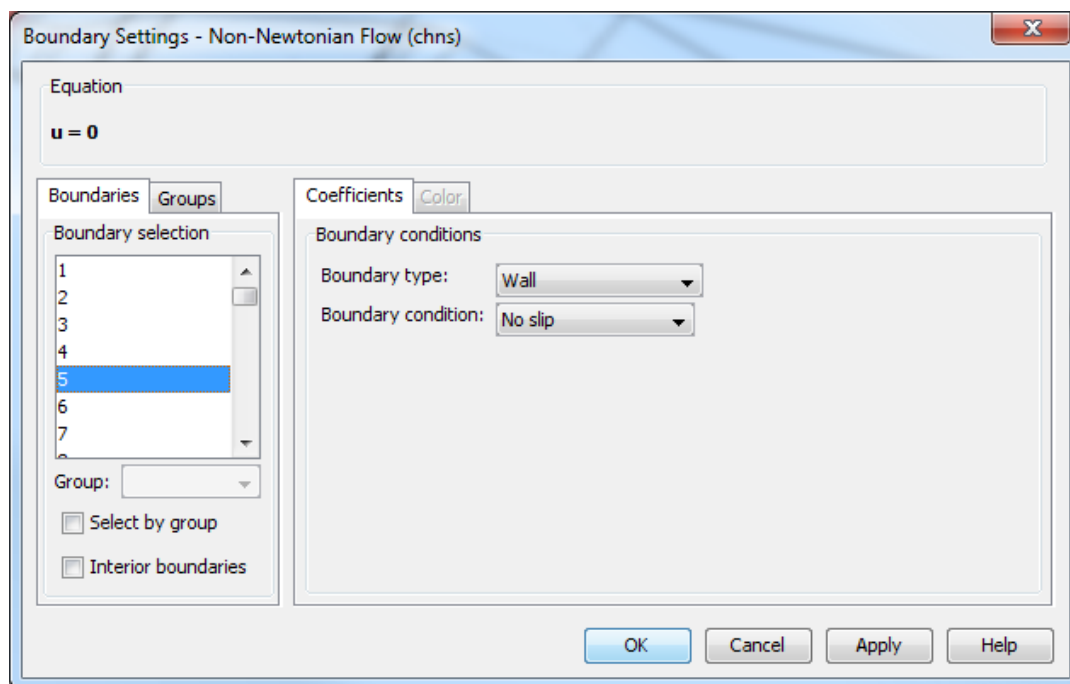 Boundary Settings - Non-Newtonian Flow (chns)
Equation
u = 0
Boundaries Groups
Coefficients Color
Boundary selection
1
2
3
4
5
6
7
Group:
Select by group
Interior boundaries
Boundary conditions
Boundary type: Wall
Boundary condition: No slip
OK Cancel Apply Help